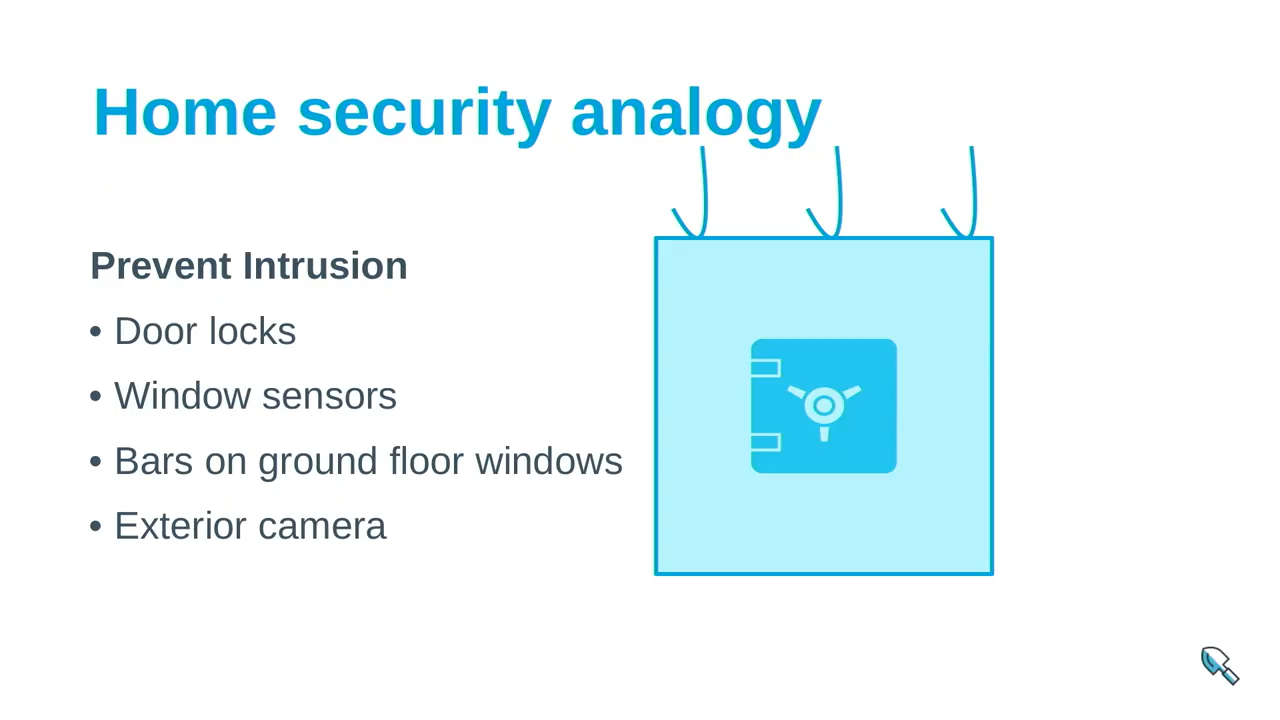 Home security analogy
Prevent Intrusion
• Door locks
• Window sensors
• Bars on ground floor windows
• Exterior camera